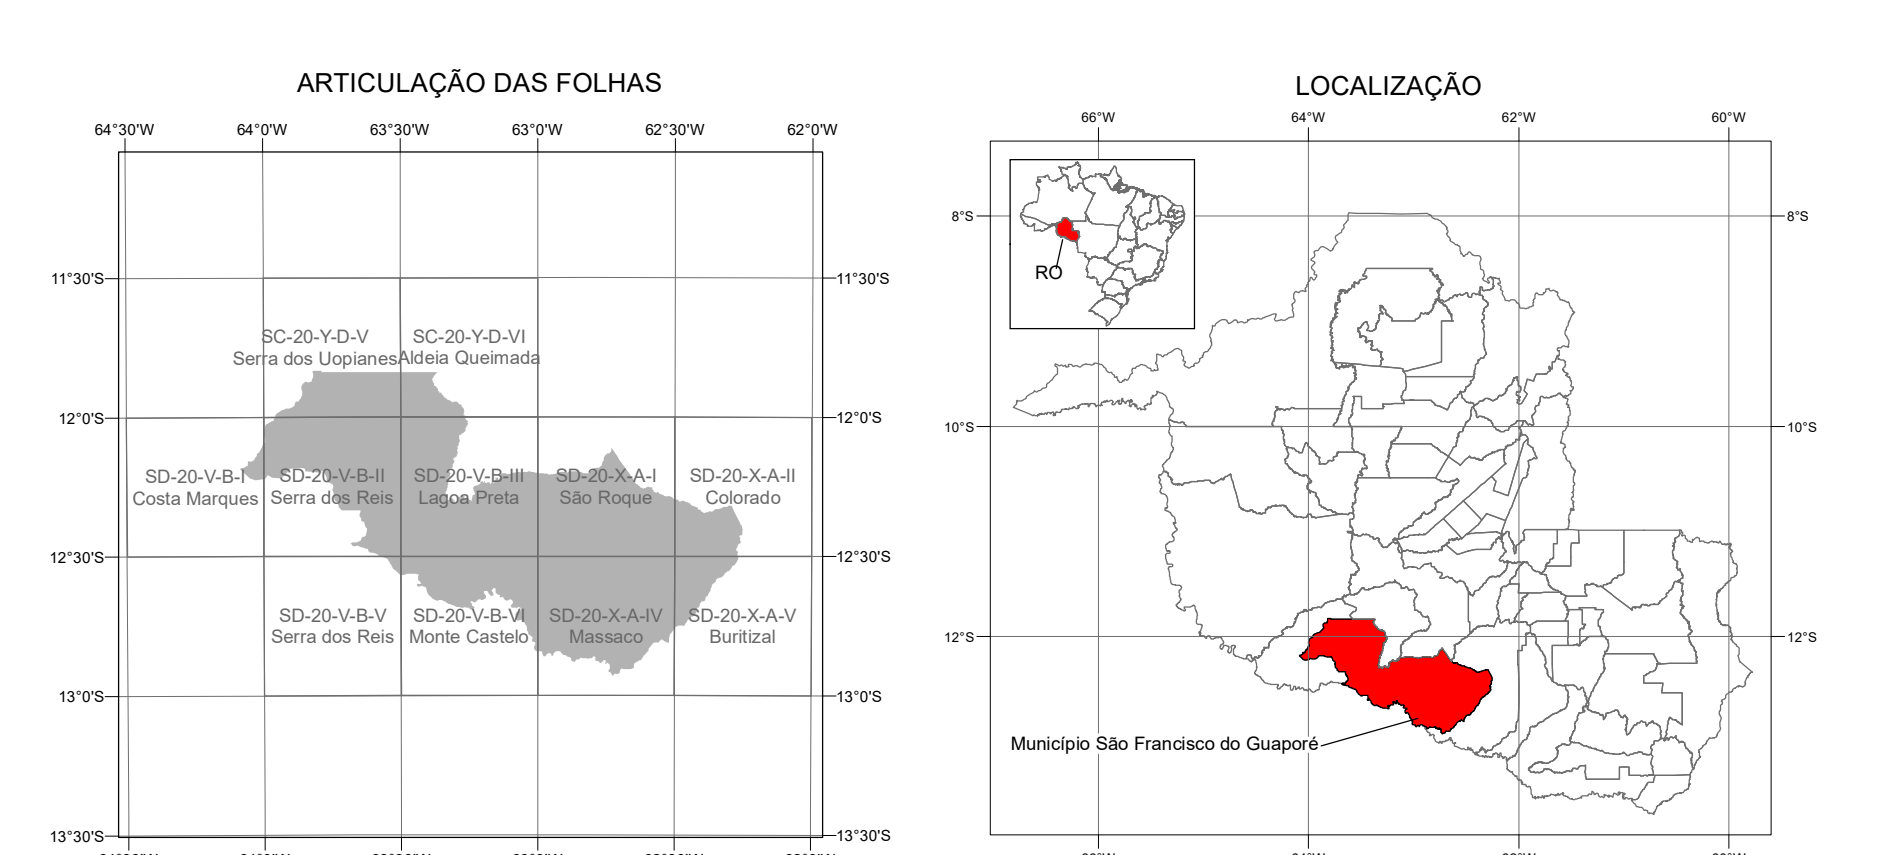 ARTICULAÇÃO DAS FOLHAS
64°30'W 64°0'W 63°30'W 63°0'W 62°30'W 62°0'W
11°30'S 11°30'S
SC-20-Y-D-V SC-20-Y-D-VI
Serra dos Uopianes Aldeia Queimada
12°0'S 12°0'S
SD-20-V-B-I SD-20-V-B-II SD-20-V-B-III SD-20-X-A-I SD-20-X-A-II
Costa Marques Serra dos Reis Lagoa Preta São Roque Colorado
12°30'S 12°30'S
SD-20-V-B-V SD-20-V-B-VI SD-20-X-A-IV SD-20-X-A-V
Serra dos Reis Monte Castelo Massaco Buritizal
13°0'S 13°0'S
13°30'S 13°30'S
LOCALIZAÇÃO
66°W 64°W 62°W 60°W
8°S 8°S
RO
10°S 10°S
12°S 12°S
Município São Francisco do Guaporé